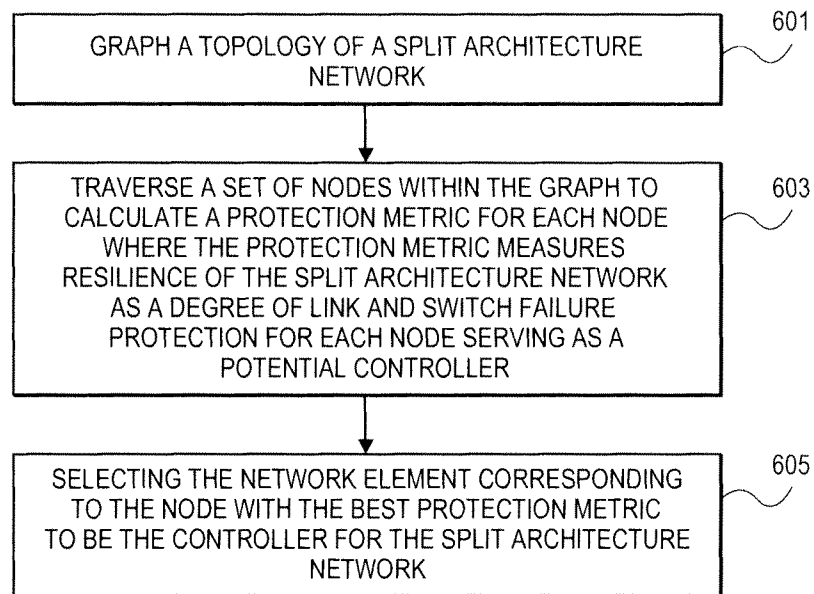 GRAPH A TOPOLOGY OF A SPLIT ARCHITECTURE
NETWORK
601
TRAVERSE A SET OF NODES WITHIN THE GRAPH TO
CALCULATE A PROTECTION METRIC FOR EACH NODE
WHERE THE PROTECTION METRIC MEASURES
RESILIENCE OF THE SPLIT ARCHITECTURE NETWORK
AS A DEGREE OF LINK AND SWITCH FAILURE
PROTECTION FOR EACH NODE SERVING AS A
POTENTIAL CONTROLLER
603
SELECTING THE NETWORK ELEMENT CORRESPONDING
TO THE NODE WITH THE BEST PROTECTION METRIC
TO BE THE CONTROLLER FOR THE SPLIT ARCHITECTURE
NETWORK
605